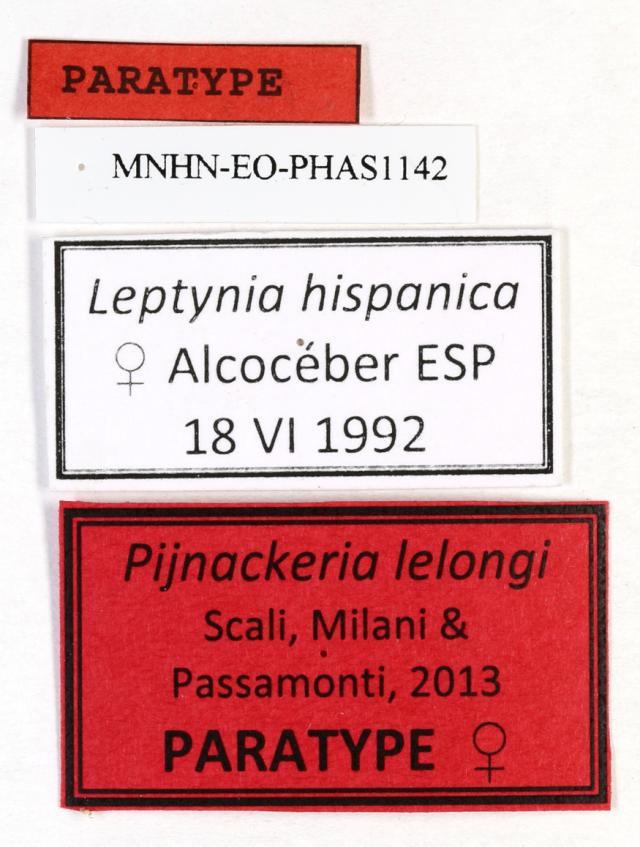 PARATYPE
MNHN-EO-PHAS1142
Leptynia hispanica
♀ Alcocéber ESP
18 VI 1992
Pijnackeria lelongi
Scali, Milani &
Passamonti, 2013
PARATYPE ♀